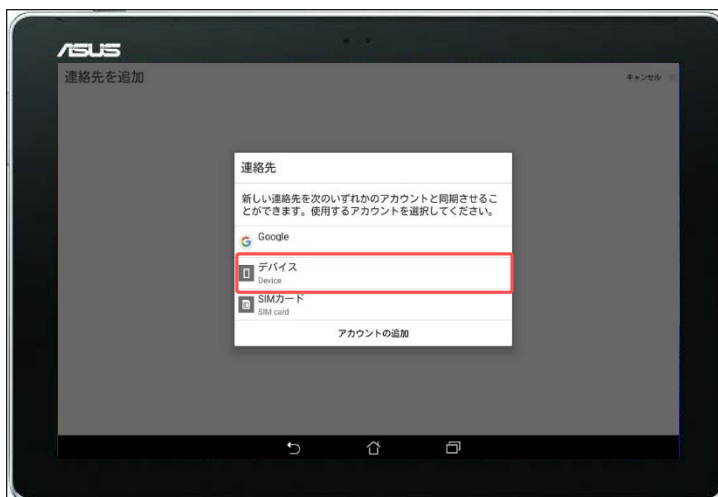 ASUS
連絡先を追加
キャンセル
連絡先
新しい連絡先を次のいずれかのアカウントと同期させるこ
とができます。使用するアカウントを選択してください。
Google
デバイス
Device
SIMカード
SIM card
アカウントの追加